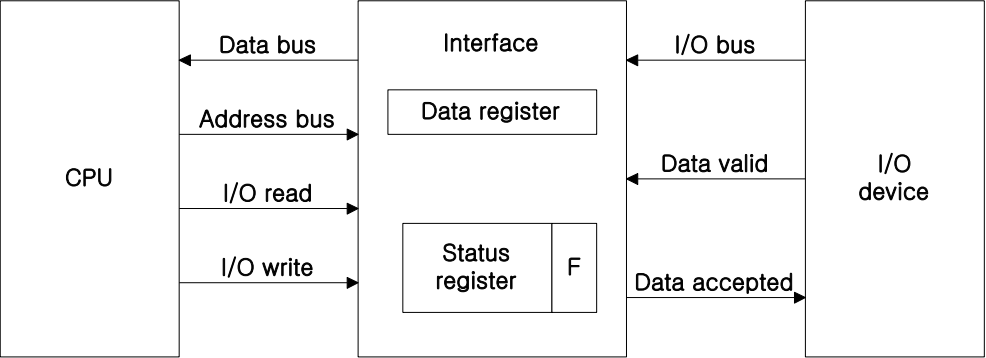 Data bus
Interface
I/O bus
Data register
Address bus
CPU
Data valid
I/O
device
I/O read
Status
register
F
I/O write
Data accepted